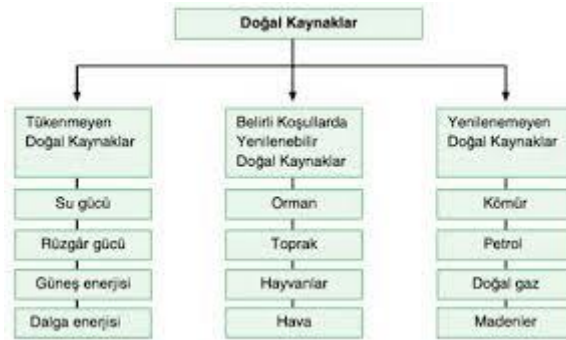 Doğal Kaynaklar
Tükenmeyen
Doğal Kaynaklar
Su gücü
Rüzgâr gücü
Güneş enerjisi
Dalga enerjisi
Belirli Koşullarda
Yenilenebilir
Doğal Kaynaklar
Orman
Toprak
Hayvanlar
Hava
Yenilenemeyen
Doğal Kaynaklar
Kömür
Petrol
Doğal gaz
Madenler